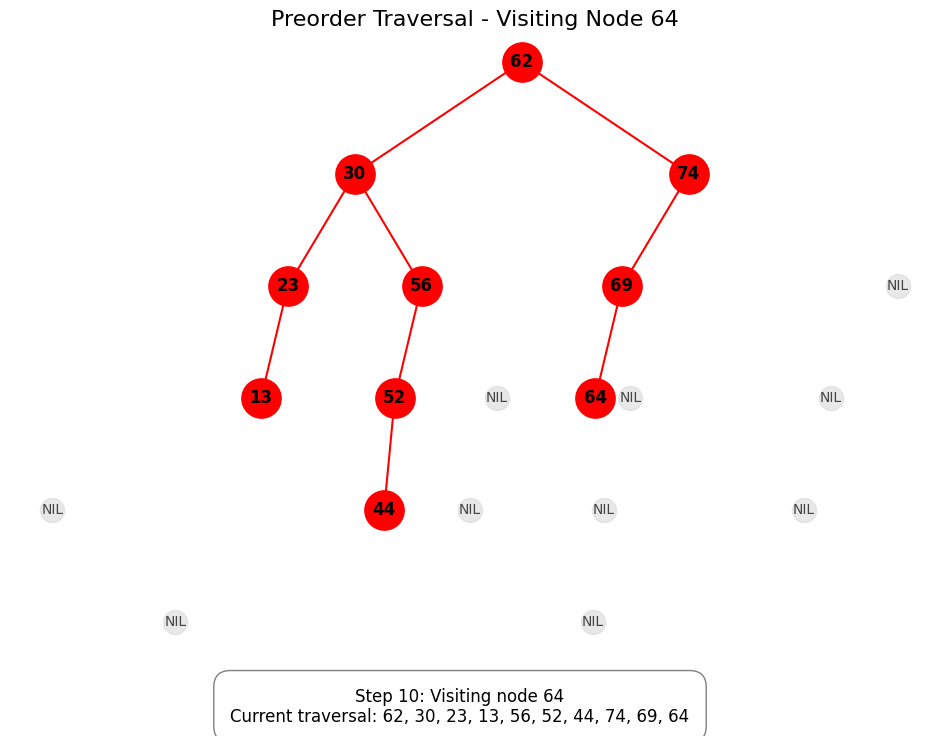 Preorder Traversal - Visiting Node 64
62
30
74
23
56
69
NIL
13
52
NIL
64
NIL
NIL
NIL
44
NIL
NIL
NIL
NIL
NIL
Step 10: Visiting node 64
Current traversal: 62, 30, 23, 13, 56, 52, 44, 74, 69, 64